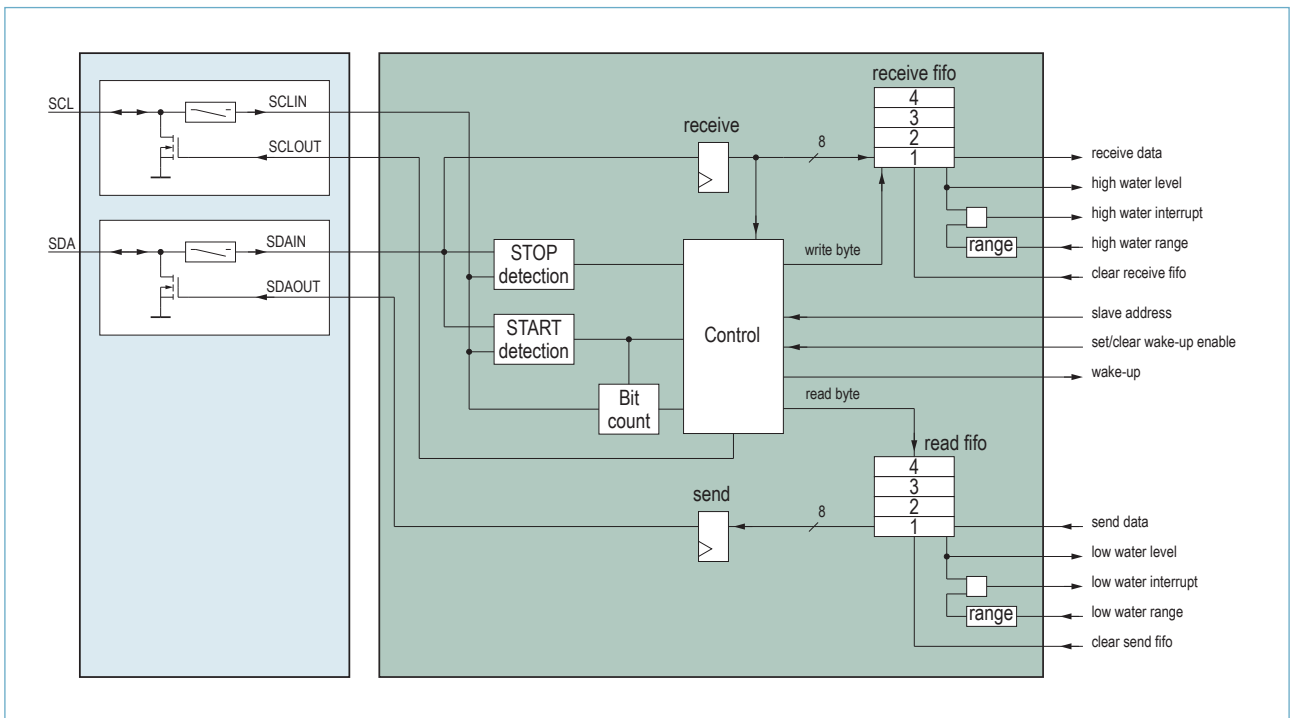 SCL
SCLIN
SCLOUT
SDA
SDAIN
SDAOUT
receive
8
receive fifo
4
3
2
1
receive data
high water level
high water interrupt
range
high water range
clear receive fifo
STOP
detection
START
detection
Bit
count
Control
write byte
read byte
slave address
set/clear wake-up enable
wake-up
read fifo
4
3
2
1
send
8
send data
low water level
low water interrupt
range
low water range
clear send fifo